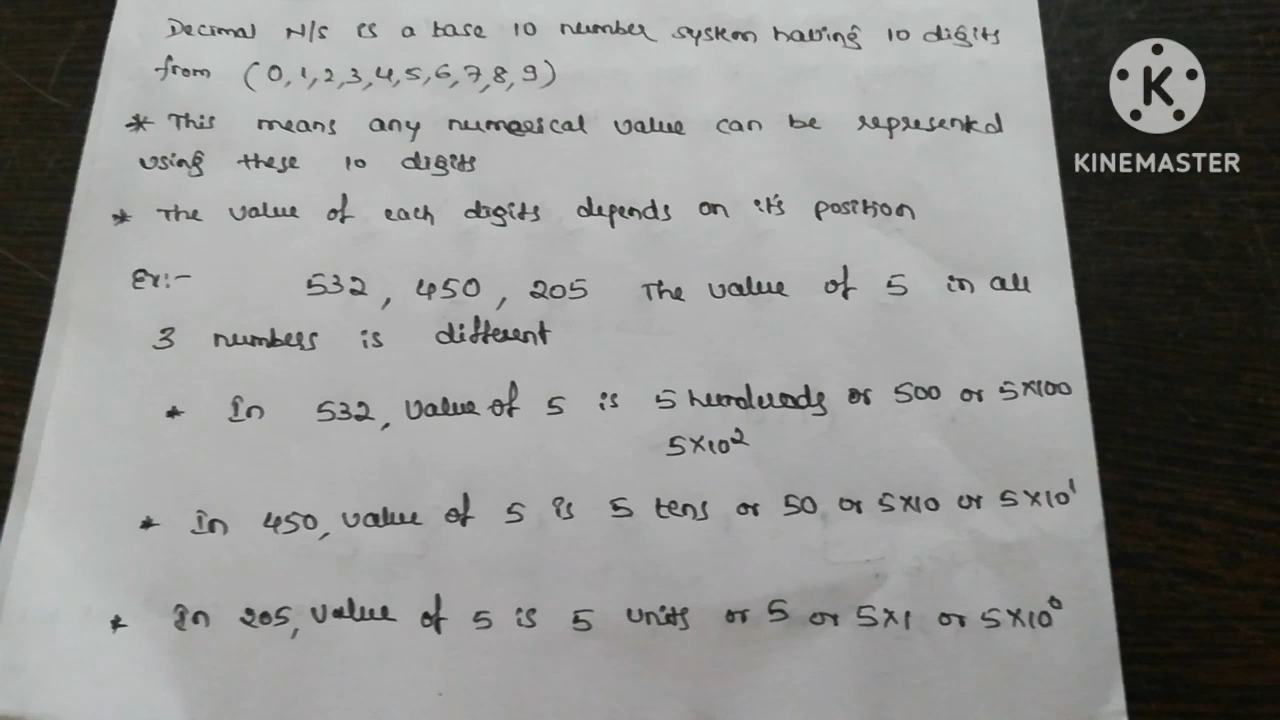 Decimal N/S is a base 10 number system having 10 digits
from (0,1,2,3,4,5,6,7,8,9)
* This means any numerical value can be represented
using these 10 digits
* The value of each digits depends on it's position
Ex:- 532, 450, 205 The value of 5 in all
3 numbers is different
* In 532, value of 5 is 5 hundreds or 500 or 5×100
5×10²
* In 450, value of 5 is 5 tens or 50 or 5×10 or 5×10¹
* In 205, value of 5 is 5 units or 5 or 5×1 or 5×10⁰
K
KINEMASTER